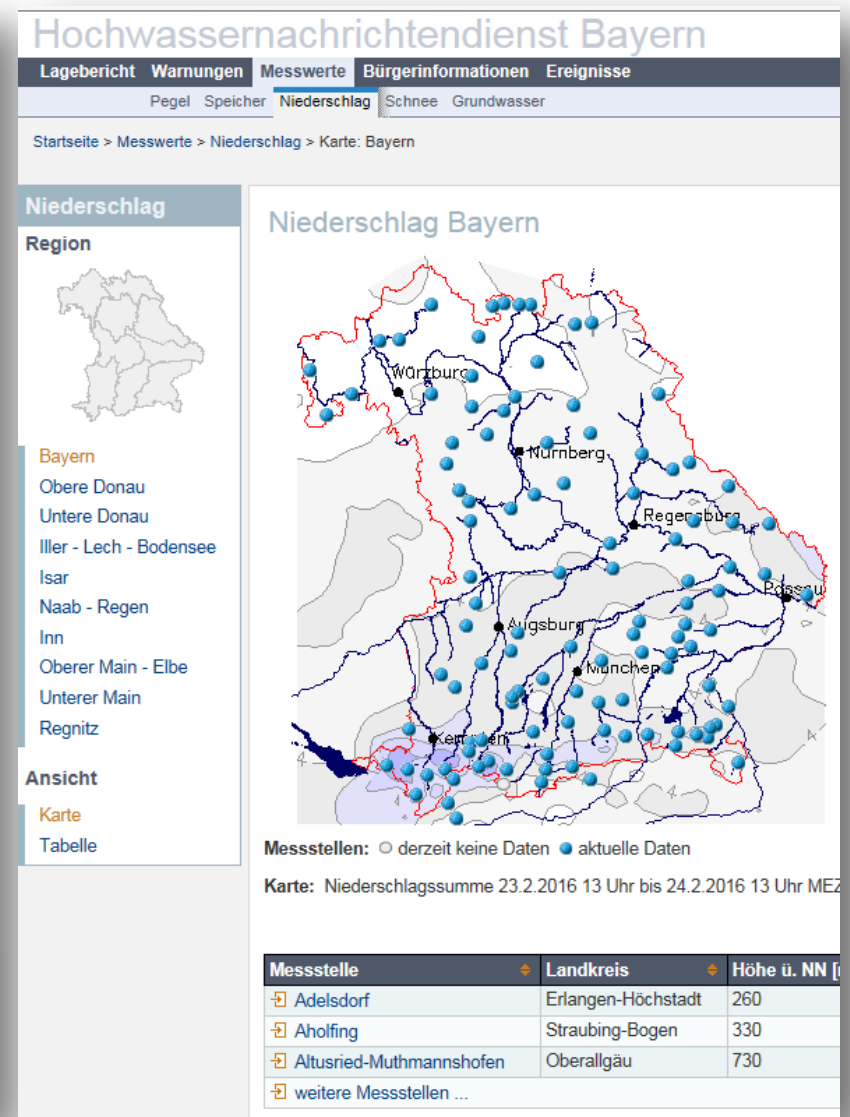 Hochwassernachrichtendienst Bayern
Lagebericht Warnungen Messwerte Bürgerinformationen Ereignisse
Pegel Speicher Niederschlag Schnee Grundwasser
Startseite > Messwerte > Niederschlag > Karte: Bayern
Niederschlag
Region
Bayern
Obere Donau
Untere Donau
Iller - Lech - Bodensee
Isar
Naab - Regen
Inn
Oberer Main - Elbe
Unterer Main
Regnitz
Ansicht
Karte
Tabelle
Niederschlag Bayern
Würzburg
Nürnberg
Regensburg
Passau
Augsburg
München
Kempten
Messstellen: derzeit keine Daten aktuelle Daten
Karte: Niederschlagssumme 23.2.2016 13 Uhr bis 24.2.2016 13 Uhr MEZ
Messstelle Landkreis Höhe ü. NN
Adelsdorf Erlangen-Höchstadt 260
Aholfing Straubing-Bogen 330
Altusried-Muthmannshofen Oberallgäu 730
weitere Messstellen ...